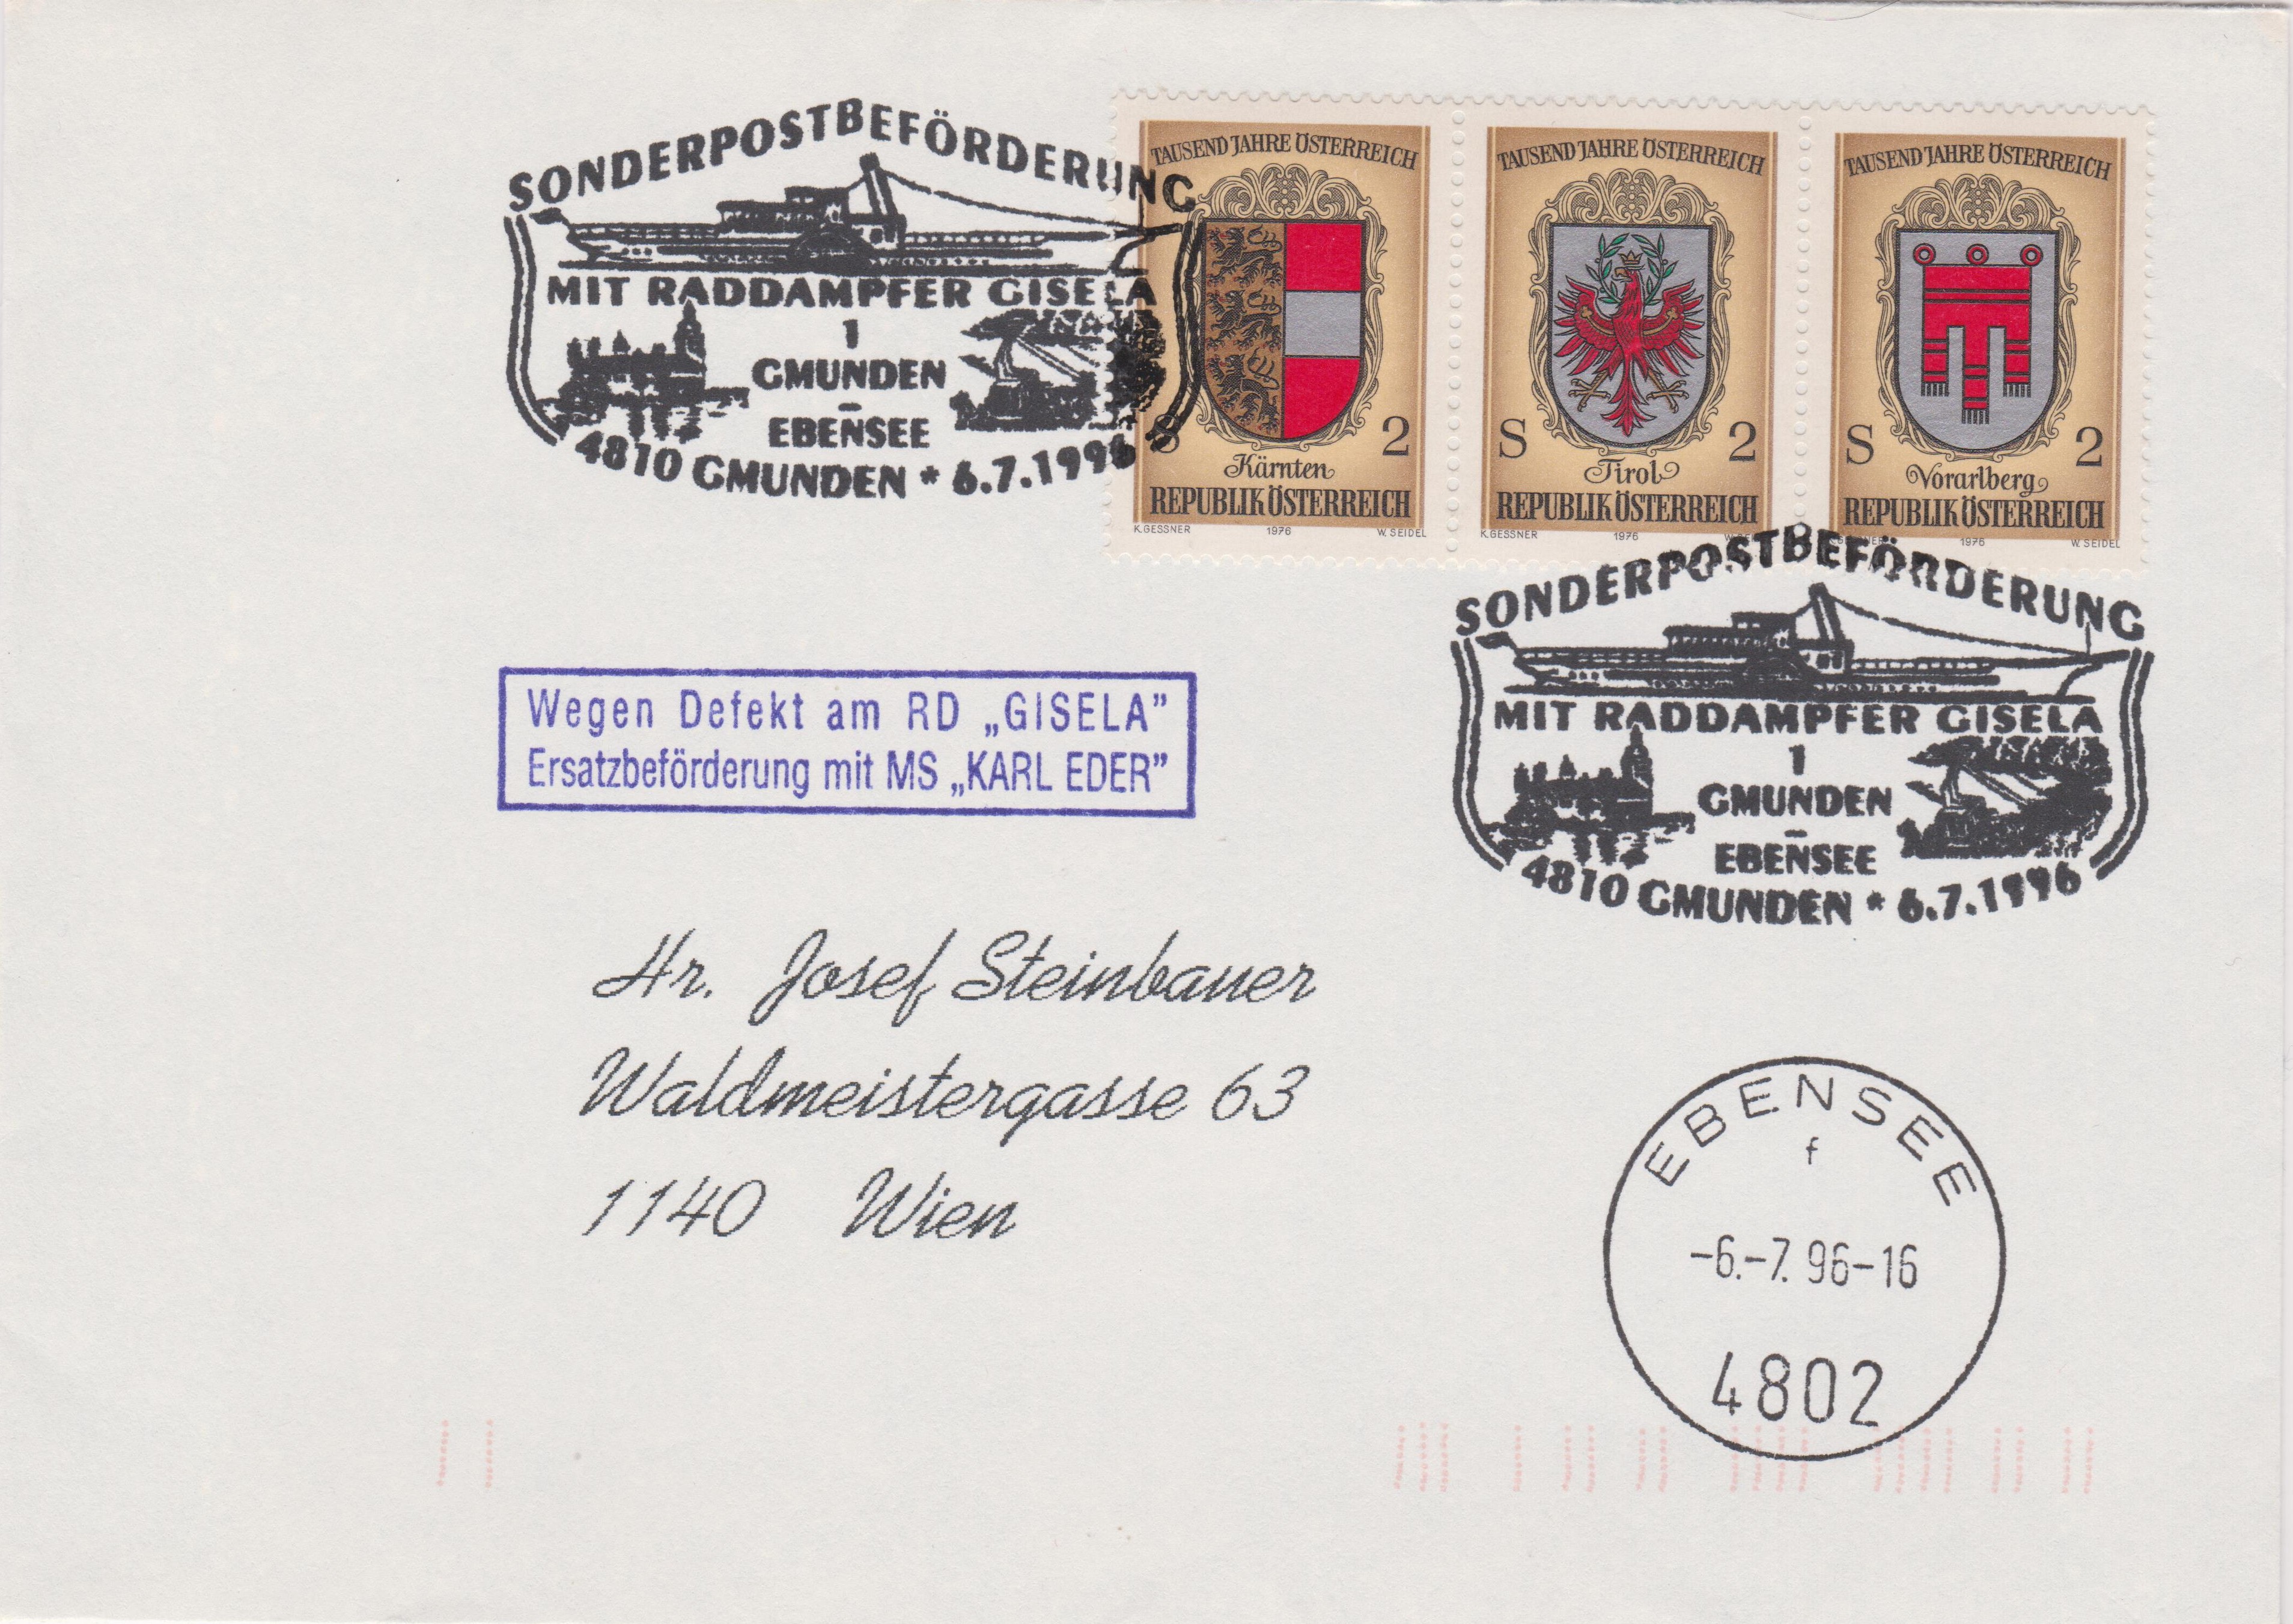 SONDERPOSTBEFÖRDERUNG
MIT RADDAMPFER GISELA
1
GMUNDEN
–
EBENSEE
4810 GMUNDEN * 6.7.1996
TAUSEND JAHRE ÖSTERREICH
S 2
Kärnten
REPUBLIK ÖSTERREICH
K.GESSNER 1976 W. SEIDEL
TAUSEND JAHRE ÖSTERREICH
S 2
Tirol
REPUBLIK ÖSTERREICH
K.GESSNER 1976
TAUSEND JAHRE ÖSTERREICH
S 2
Vorarlberg
REPUBLIK ÖSTERREICH
1976 W. SEIDEL
SONDERPOSTBEFÖRDERUNG
MIT RADDAMPFER GISELA
1
GMUNDEN
–
EBENSEE
4810 GMUNDEN * 6.7.1996
Wegen Defekt am RD „GISELA”
Ersatzbeförderung mit MS „KARL EDER”
Hr. Josef Steinbauer
Waldmeistergasse 63
1140 Wien
EBENSEE
f
-6.-7.96-16
4802